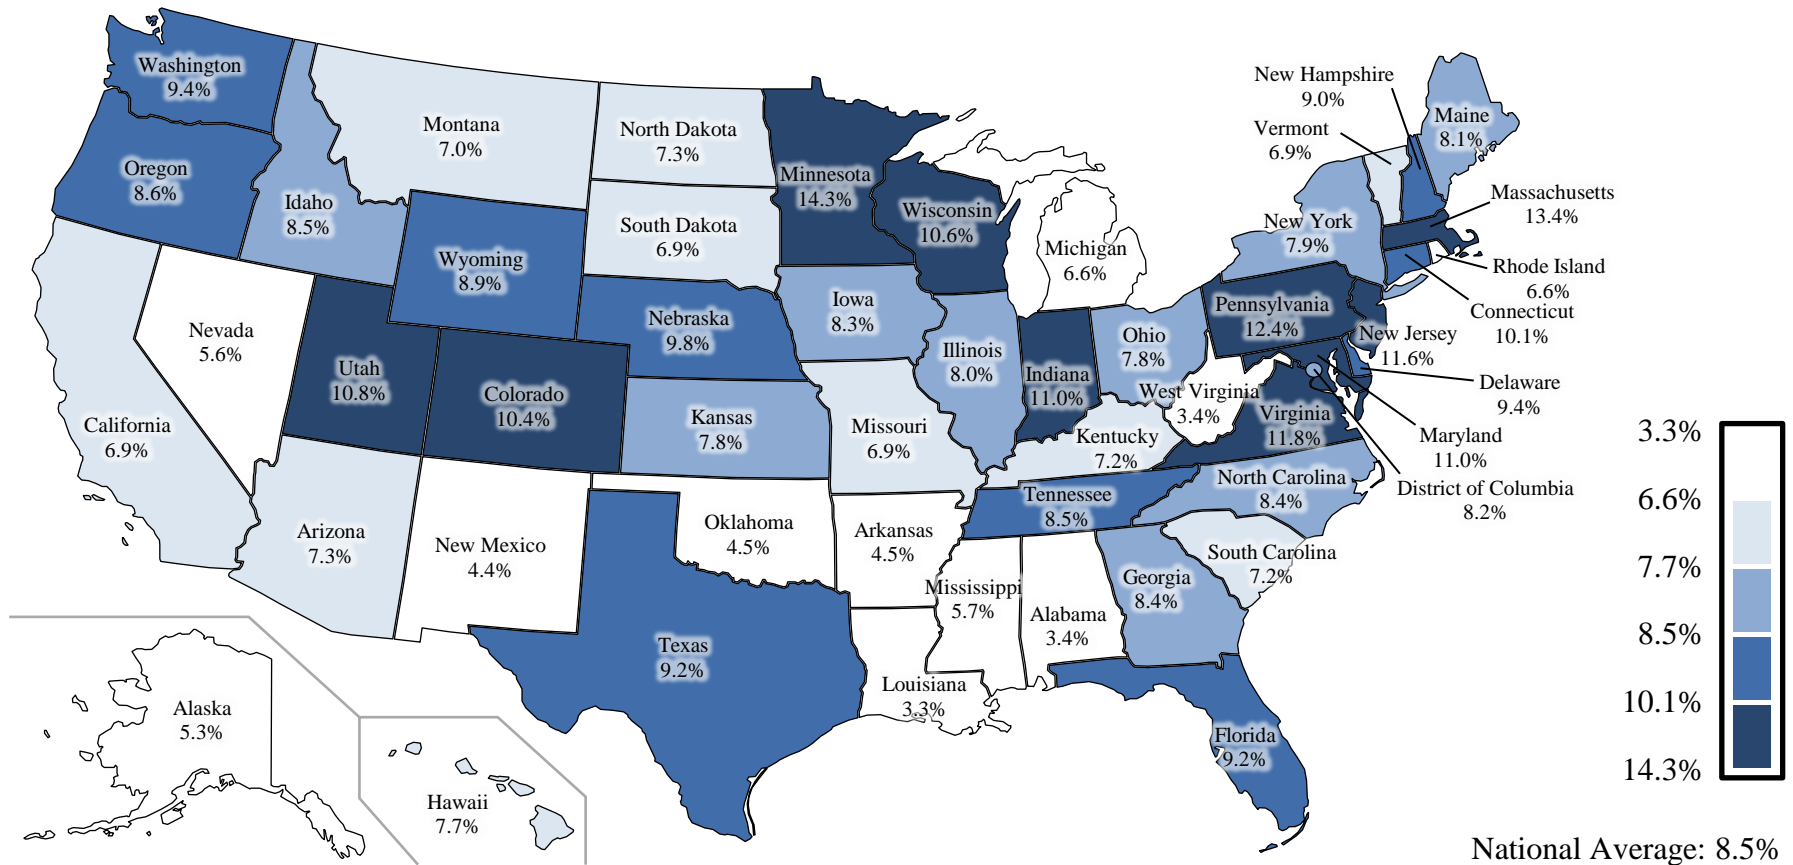 Washington
9.4%
Oregon
8.6%
Idaho
8.5%
Montana
7.0%
North Dakota
7.3%
South Dakota
6.9%
Minnesota
14.3%
Wisconsin
10.6%
Michigan
6.6%
Wyoming
8.9%
Nebraska
9.8%
Iowa
8.3%
Illinois
8.0%
Indiana
11.0%
Ohio
7.8%
Pennsylvania
12.4%
New York
7.9%
Vermont
6.9%
New Hampshire
9.0%
Maine
8.1%
Massachusetts
13.4%
Rhode Island
6.6%
Connecticut
10.1%
New Jersey
11.6%
Delaware
9.4%
Maryland
11.0%
District of Columbia
8.2%
West Virginia
3.4%
Virginia
11.8%
Kentucky
7.2%
Tennessee
8.5%
North Carolina
8.4%
South Carolina
7.2%
Georgia
8.4%
Florida
9.2%
Alabama
3.4%
Mississippi
5.7%
Louisiana
3.3%
Arkansas
4.5%
Missouri
6.9%
Kansas
7.8%
Oklahoma
4.5%
Texas
9.2%
New Mexico
4.4%
Colorado
10.4%
Utah
10.8%
Arizona
7.3%
Nevada
5.6%
California
6.9%
Alaska
5.3%
Hawaii
7.7%
3.3%
6.6%
7.7%
8.5%
10.1%
14.3%
National Average: 8.5%